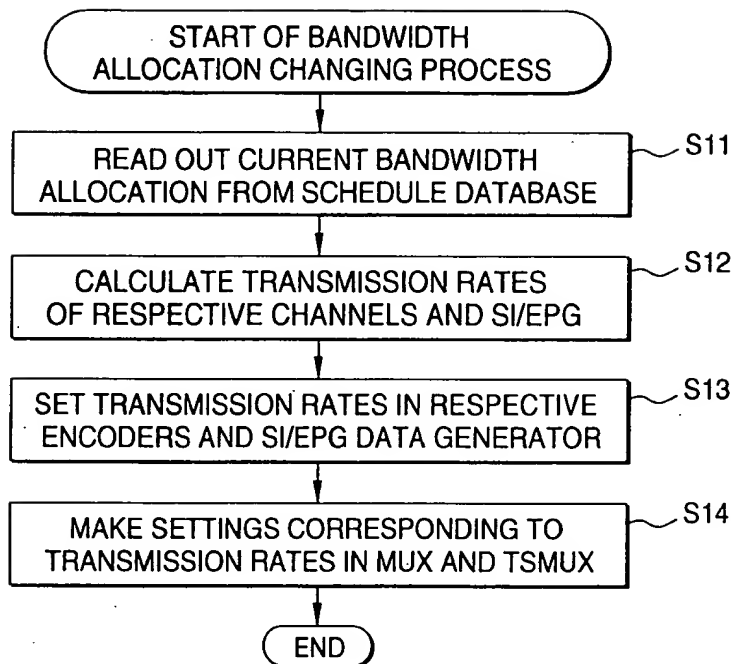 START OF BANDWIDTH
ALLOCATION CHANGING PROCESS
READ OUT CURRENT BANDWIDTH
ALLOCATION FROM SCHEDULE DATABASE
S11
CALCULATE TRANSMISSION RATES
OF RESPECTIVE CHANNELS AND SI/EPG
S12
SET TRANSMISSION RATES IN RESPECTIVE
ENCODERS AND SI/EPG DATA GENERATOR
S13
MAKE SETTINGS CORRESPONDING TO
TRANSMISSION RATES IN MUX AND TSMUX
S14
END